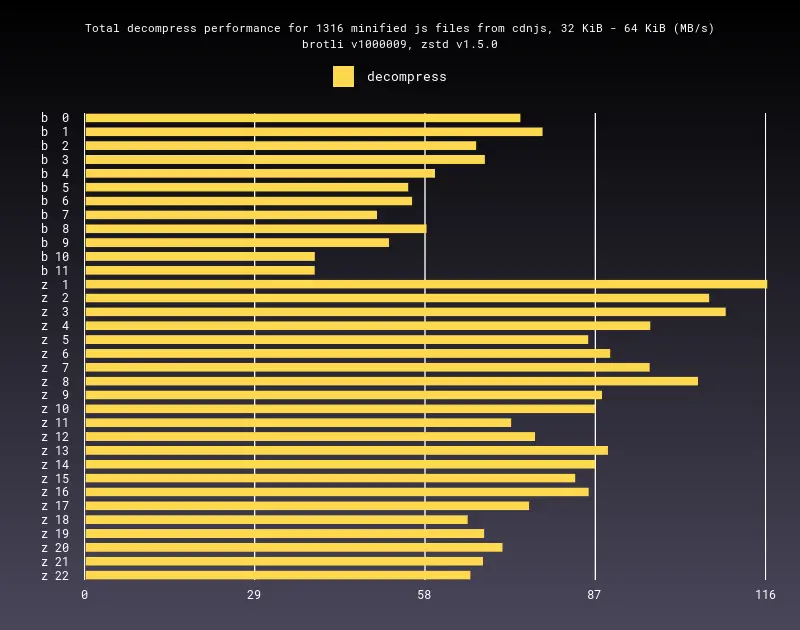 Total decompress performance for 1316 minified js files from cdnjs, 32 KiB - 64 KiB (MB/s)
brotli v1000009, zstd v1.5.0
decompress
b 0
b 1
b 2
b 3
b 4
b 5
b 6
b 7
b 8
b 9
b 10
b 11
z 1
z 2
z 3
z 4
z 5
z 6
z 7
z 8
z 9
z 10
z 11
z 12
z 13
z 14
z 15
z 16
z 17
z 18
z 19
z 20
z 21
z 22
0 29 58 87 116